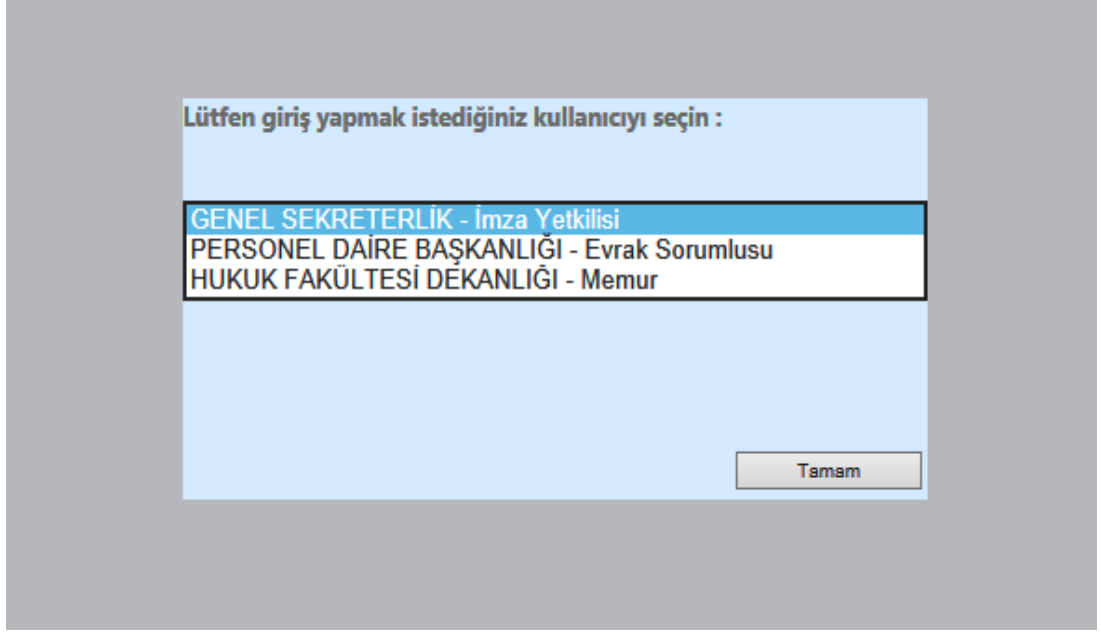 Lütfen giriş yapmak istediğiniz kullanıcıyı seçin :
GENEL SEKRETERLİK - İmza Yetkilisi
PERSONEL DAİRE BAŞKANLIĞI - Evrak Sorumlusu
HUKUK FAKÜLTESİ DEKANLIĞI - Memur
Tamam